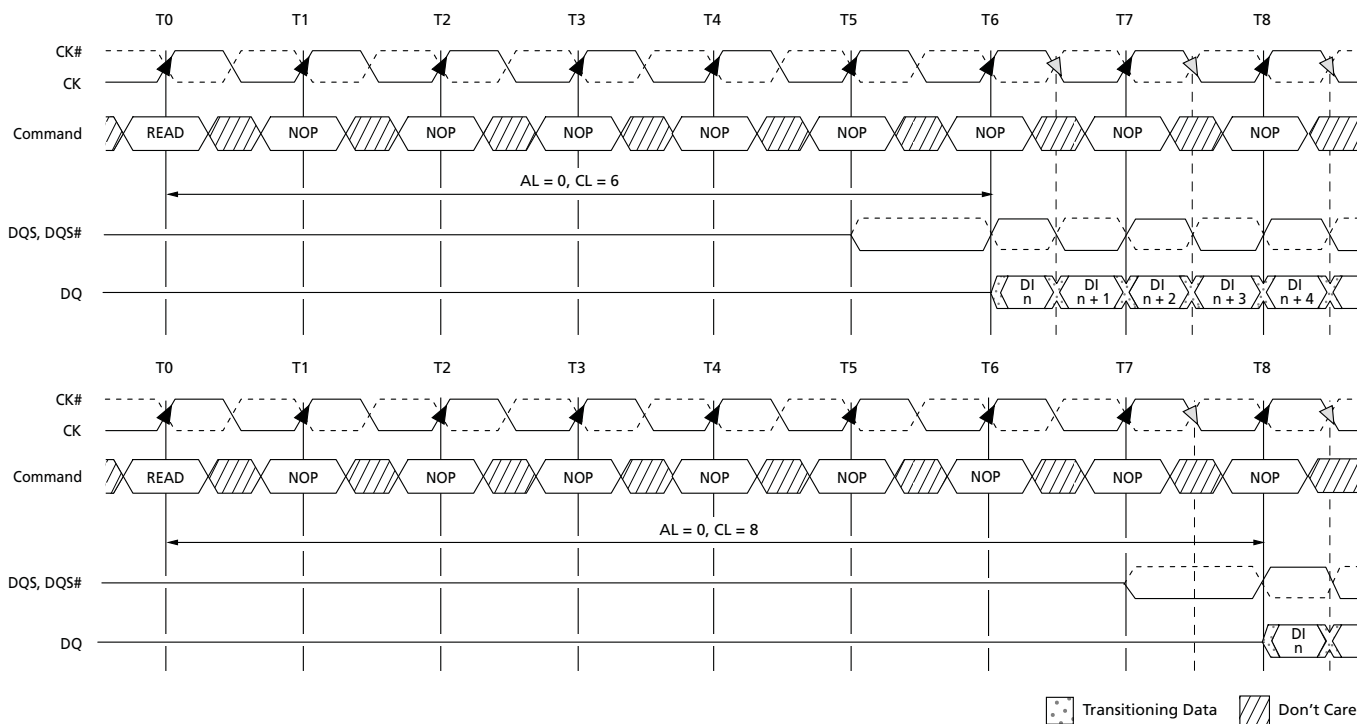 T0 T1 T2 T3 T4 T5 T6 T7 T8
CK#
CK
Command READ NOP NOP NOP NOP NOP NOP NOP NOP
AL = 0, CL = 6
DQS, DQS#
DQ DI n DI n + 1 DI n + 2 DI n + 3 DI n + 4
T0 T1 T2 T3 T4 T5 T6 T7 T8
CK#
CK
Command READ NOP NOP NOP NOP NOP NOP NOP NOP
AL = 0, CL = 8
DQS, DQS#
DQ DI n
Transitioning Data Don't Care